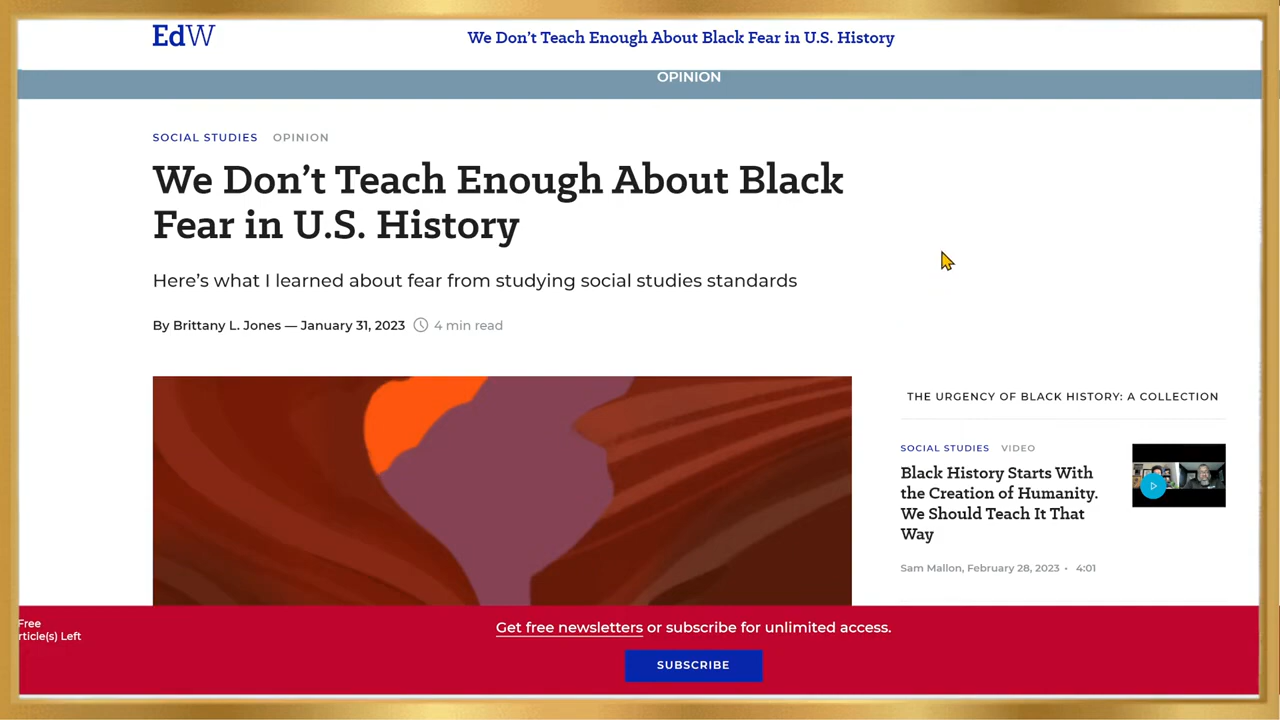 EdW
We Don't Teach Enough About Black Fear in U.S. History
OPINION
SOCIAL STUDIES OPINION
We Don't Teach Enough About Black
Fear in U.S. History
Here's what I learned about fear from studying social studies standards
By Brittany L. Jones — January 31, 2023 4 min read
THE URGENCY OF BLACK HISTORY: A COLLECTION
SOCIAL STUDIES VIDEO
Black History Starts With
the Creation of Humanity.
We Should Teach It That
Way
Sam Mallon, February 28, 2023 • 4:01
Free
rticle(s) Left
Get free newsletters or subscribe for unlimited access.
SUBSCRIBE